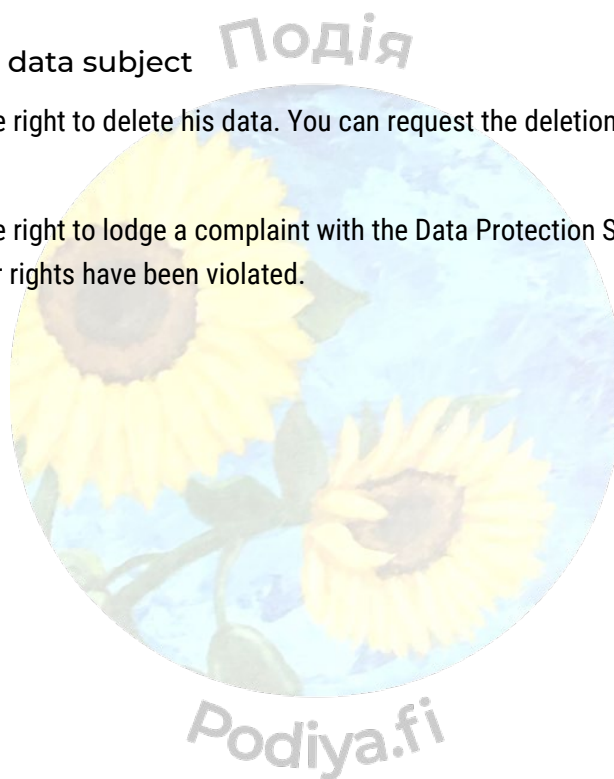 Подія
data subject
e right to delete his data. You can request the deletion
e right to lodge a complaint with the Data Protection S
r rights have been violated.
Podiya.fi